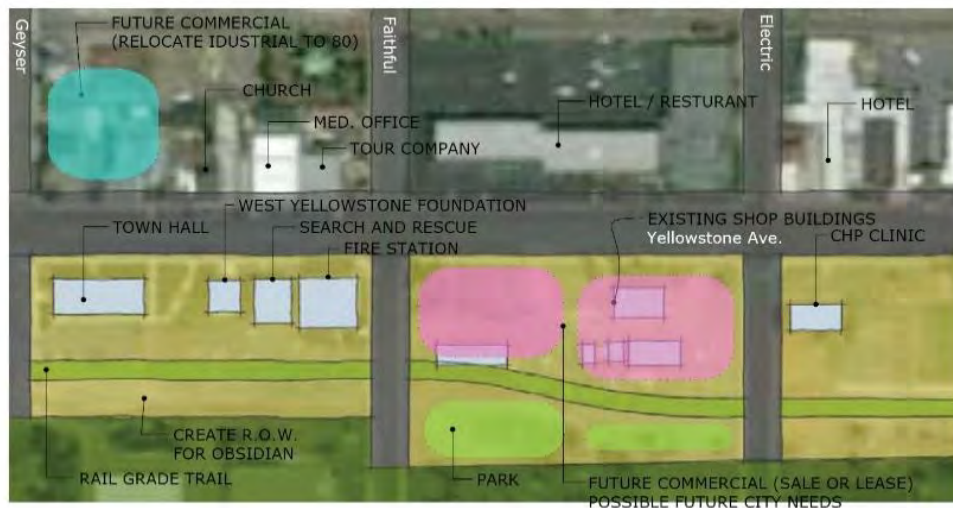 Geyser
FUTURE COMMERCIAL
(RELOCATE IDUSTRIAL TO 80)
Faithful
Electric
CHURCH
MED. OFFICE
TOUR COMPANY
HOTEL / RESTURANT
HOTEL
WEST YELLOWSTONE FOUNDATION
TOWN HALL
SEARCH AND RESCUE
FIRE STATION
EXISTING SHOP BUILDINGS
Yellowstone Ave.
CHP CLINIC
CREATE R.O.W.
FOR OBSIDIAN
RAIL GRADE TRAIL
PARK
FUTURE COMMERCIAL (SALE OR LEASE)
POSSIBLE FUTURE CITY NEEDS